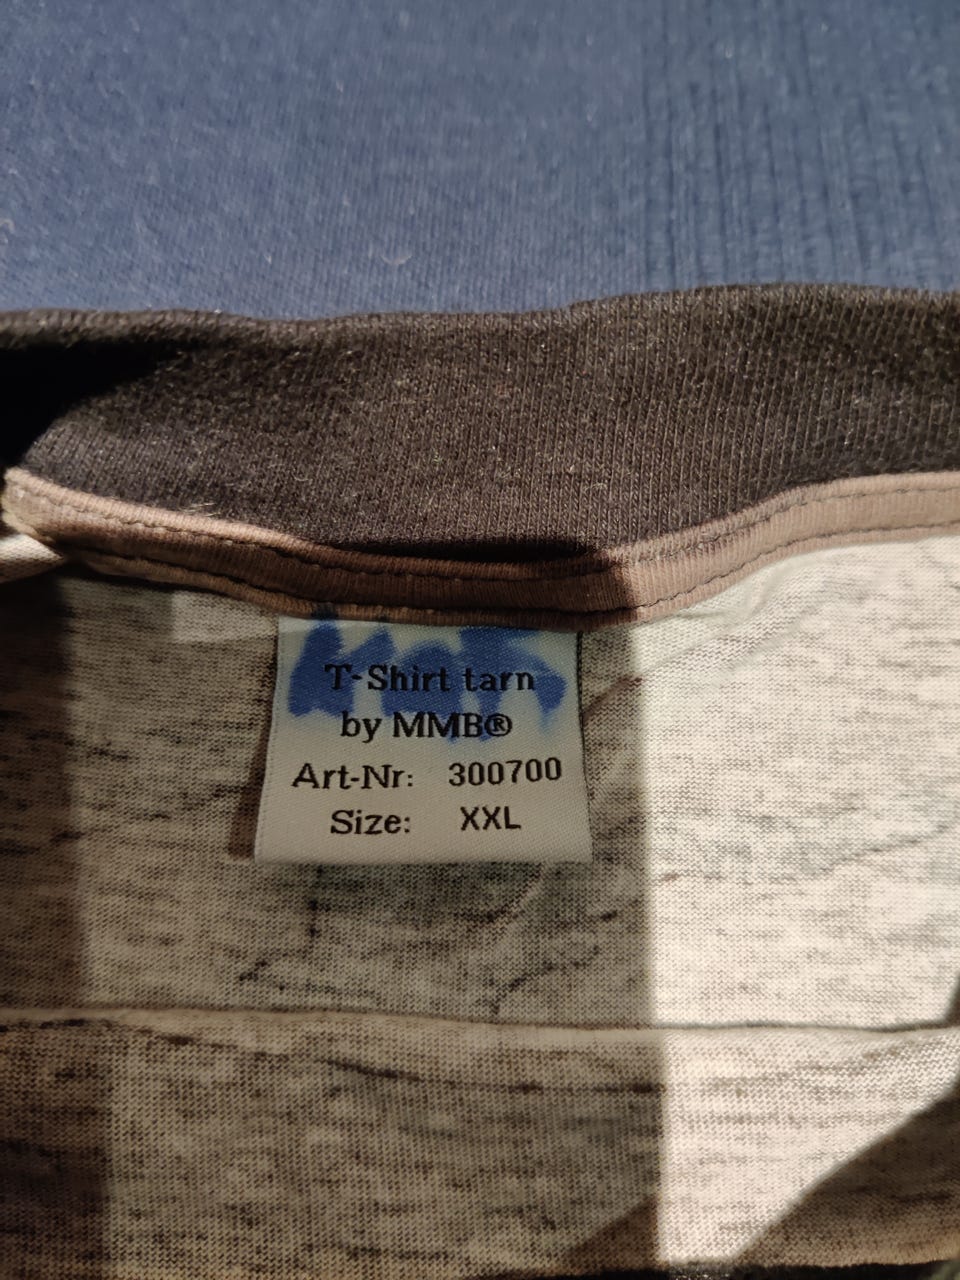 T-Shirt tarn
by MMB®
Art-Nr: 300700
Size: XXL